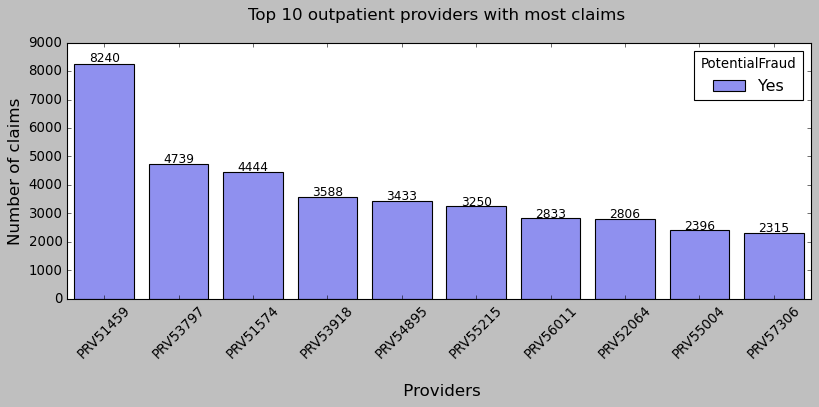 Top 10 outpatient providers with most claims
Number of claims
9000
8000
7000
6000
5000
4000
3000
2000
1000
0
8240
4739
4444
3588
3433
3250
2833
2806
2396
2315
PotentialFraud
Yes
PRV51459
PRV53797
PRV51574
PRV53918
PRV54895
PRV55215
PRV56011
PRV52064
PRV55004
PRV57306
Providers